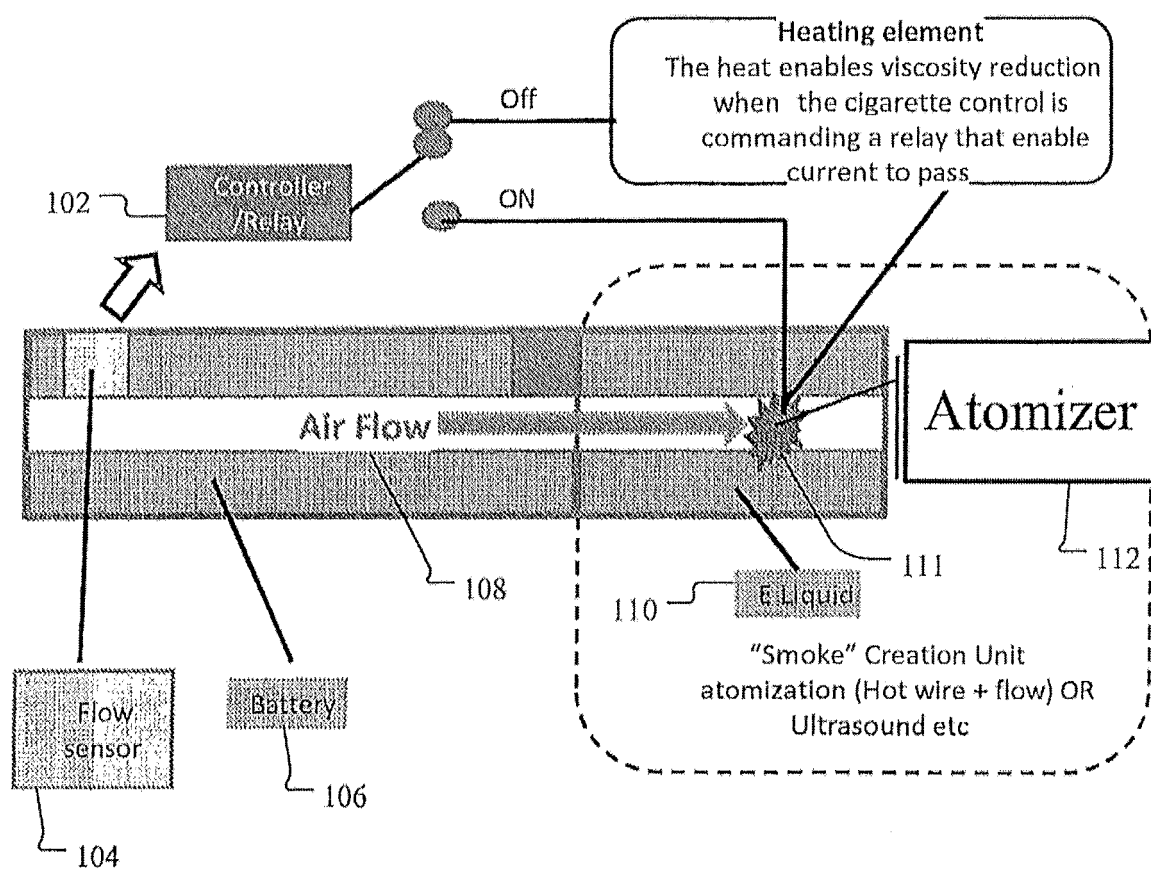 Heating element
The heat enables viscosity reduction
when the cigarette control is
commanding a relay that enable
current to pass
Off
Controller
/Relay
102
ON
Air Flow
Atomizer
108
110
E Liquid
111
112
"Smoke" Creation Unit
atomization (Hot wire + flow) OR
Ultrasound etc
Flow
sensor
Battery
106
104